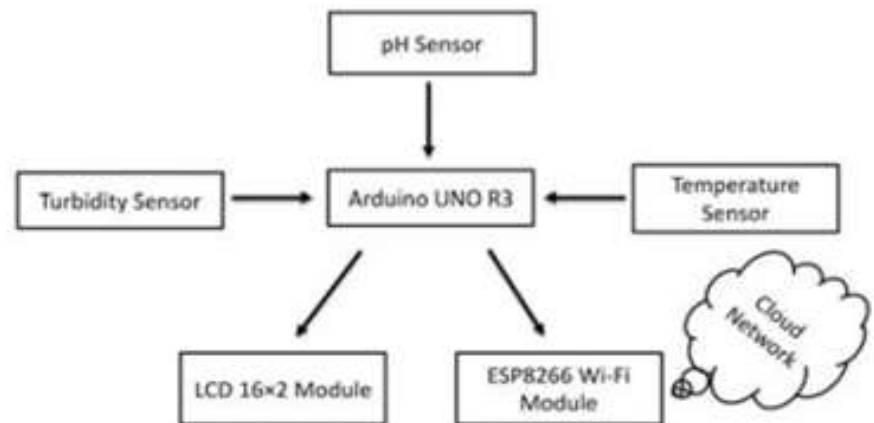 pH Sensor
Turbidity Sensor
Arduino UNO R3
Temperature
Sensor
Cloud
Network
LCD 16×2 Module
ESP8266 Wi-Fi
Module